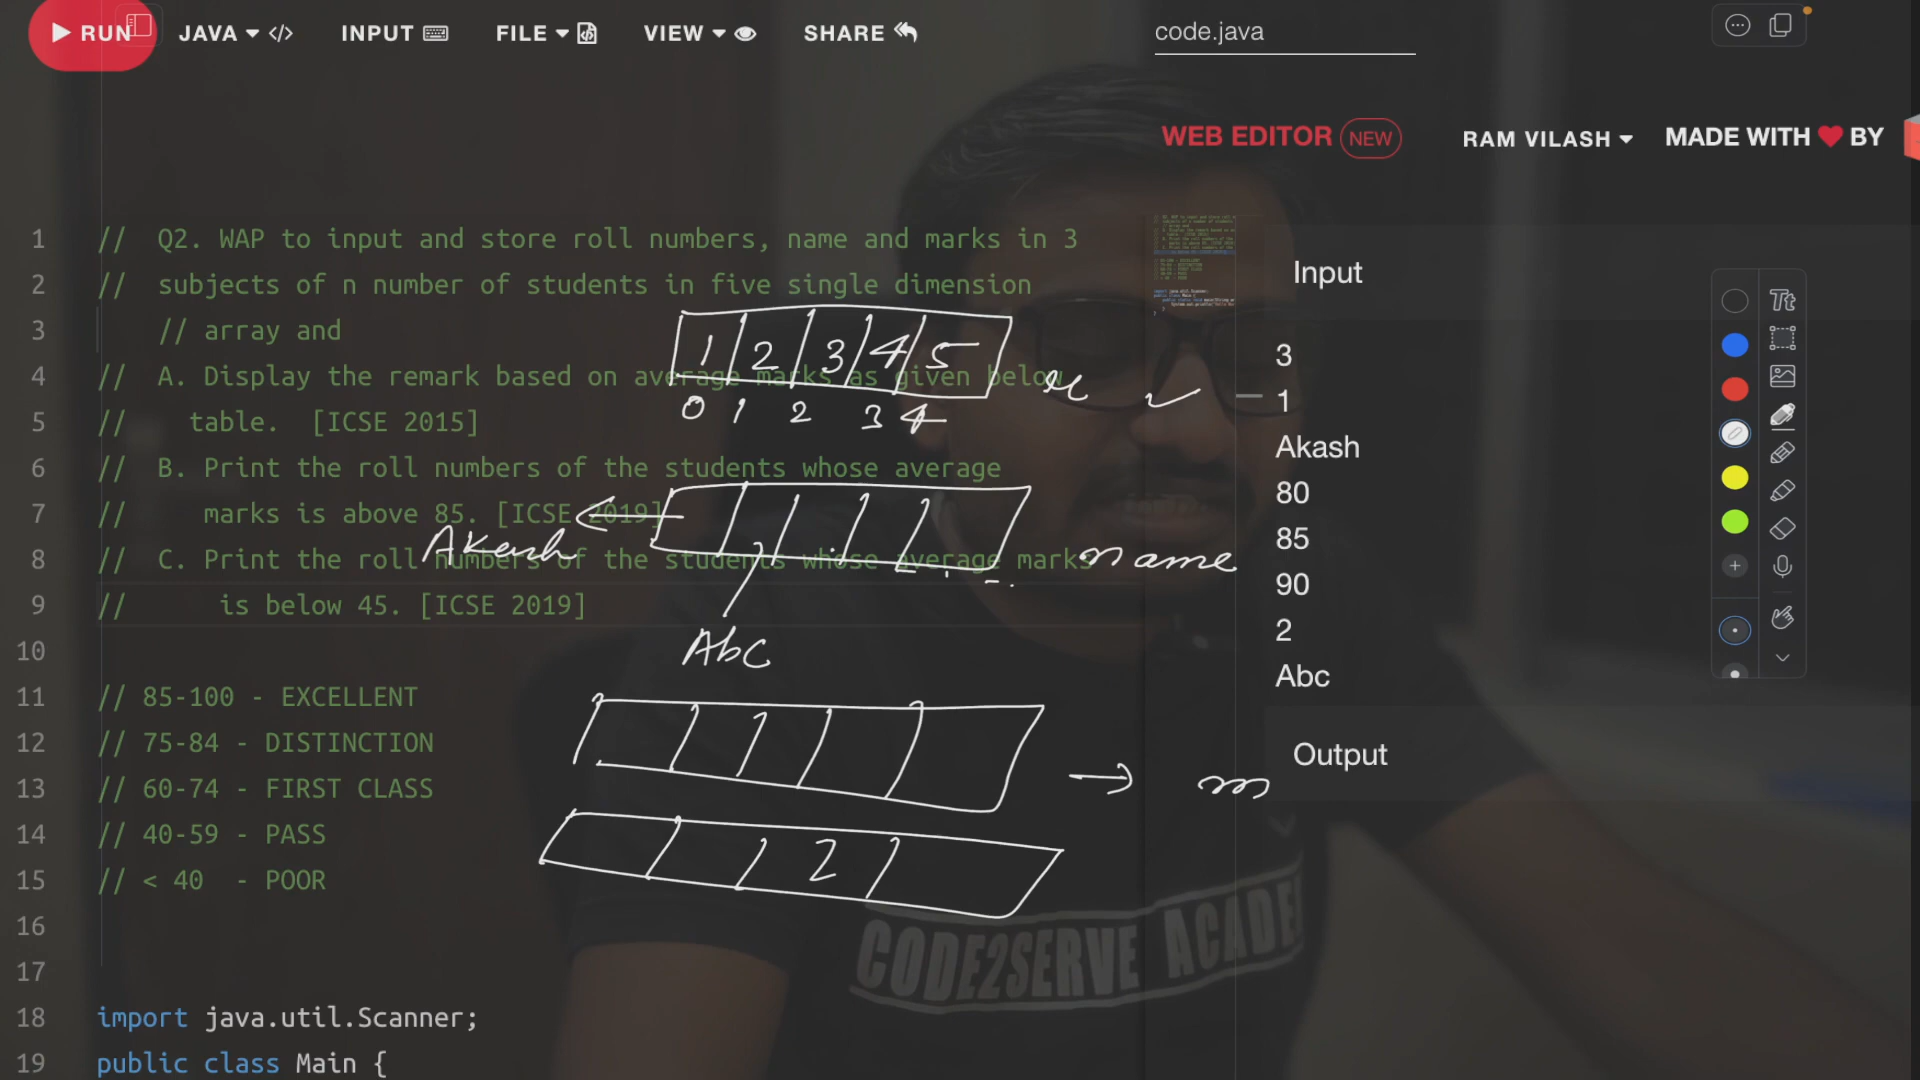 RUN
JAVA
INPUT
FILE
VIEW
SHARE
code.java
WEB EDITOR NEW
RAM VILASH
MADE WITH BY
1 // Q2. WAP to input and store roll numbers, name and marks in 3
2 // subjects of n number of students in five single dimension
3 // array and
4 // A. Display the remark based on average marks as given below
5 // table. [ICSE 2015]
6 // B. Print the roll numbers of the students whose average
7 // marks is above 85. [ICSE 2019]
8 // C. Print the roll numbers of the students whose average marks
9 // is below 45. [ICSE 2019]
10
11 // 85-100 - EXCELLENT
12 // 75-84 - DISTINCTION
13 // 60-74 - FIRST CLASS
14 // 40-59 - PASS
15 // < 40 - POOR
16
17
18 import java.util.Scanner;
19 public class Main {
1 2 3 4 5
0 1 2 3 4
Akash
name
Abc
m
2
Input
3
1
Akash
80
85
90
2
Abc
Output
Tt
CODE2SERVE ACADE